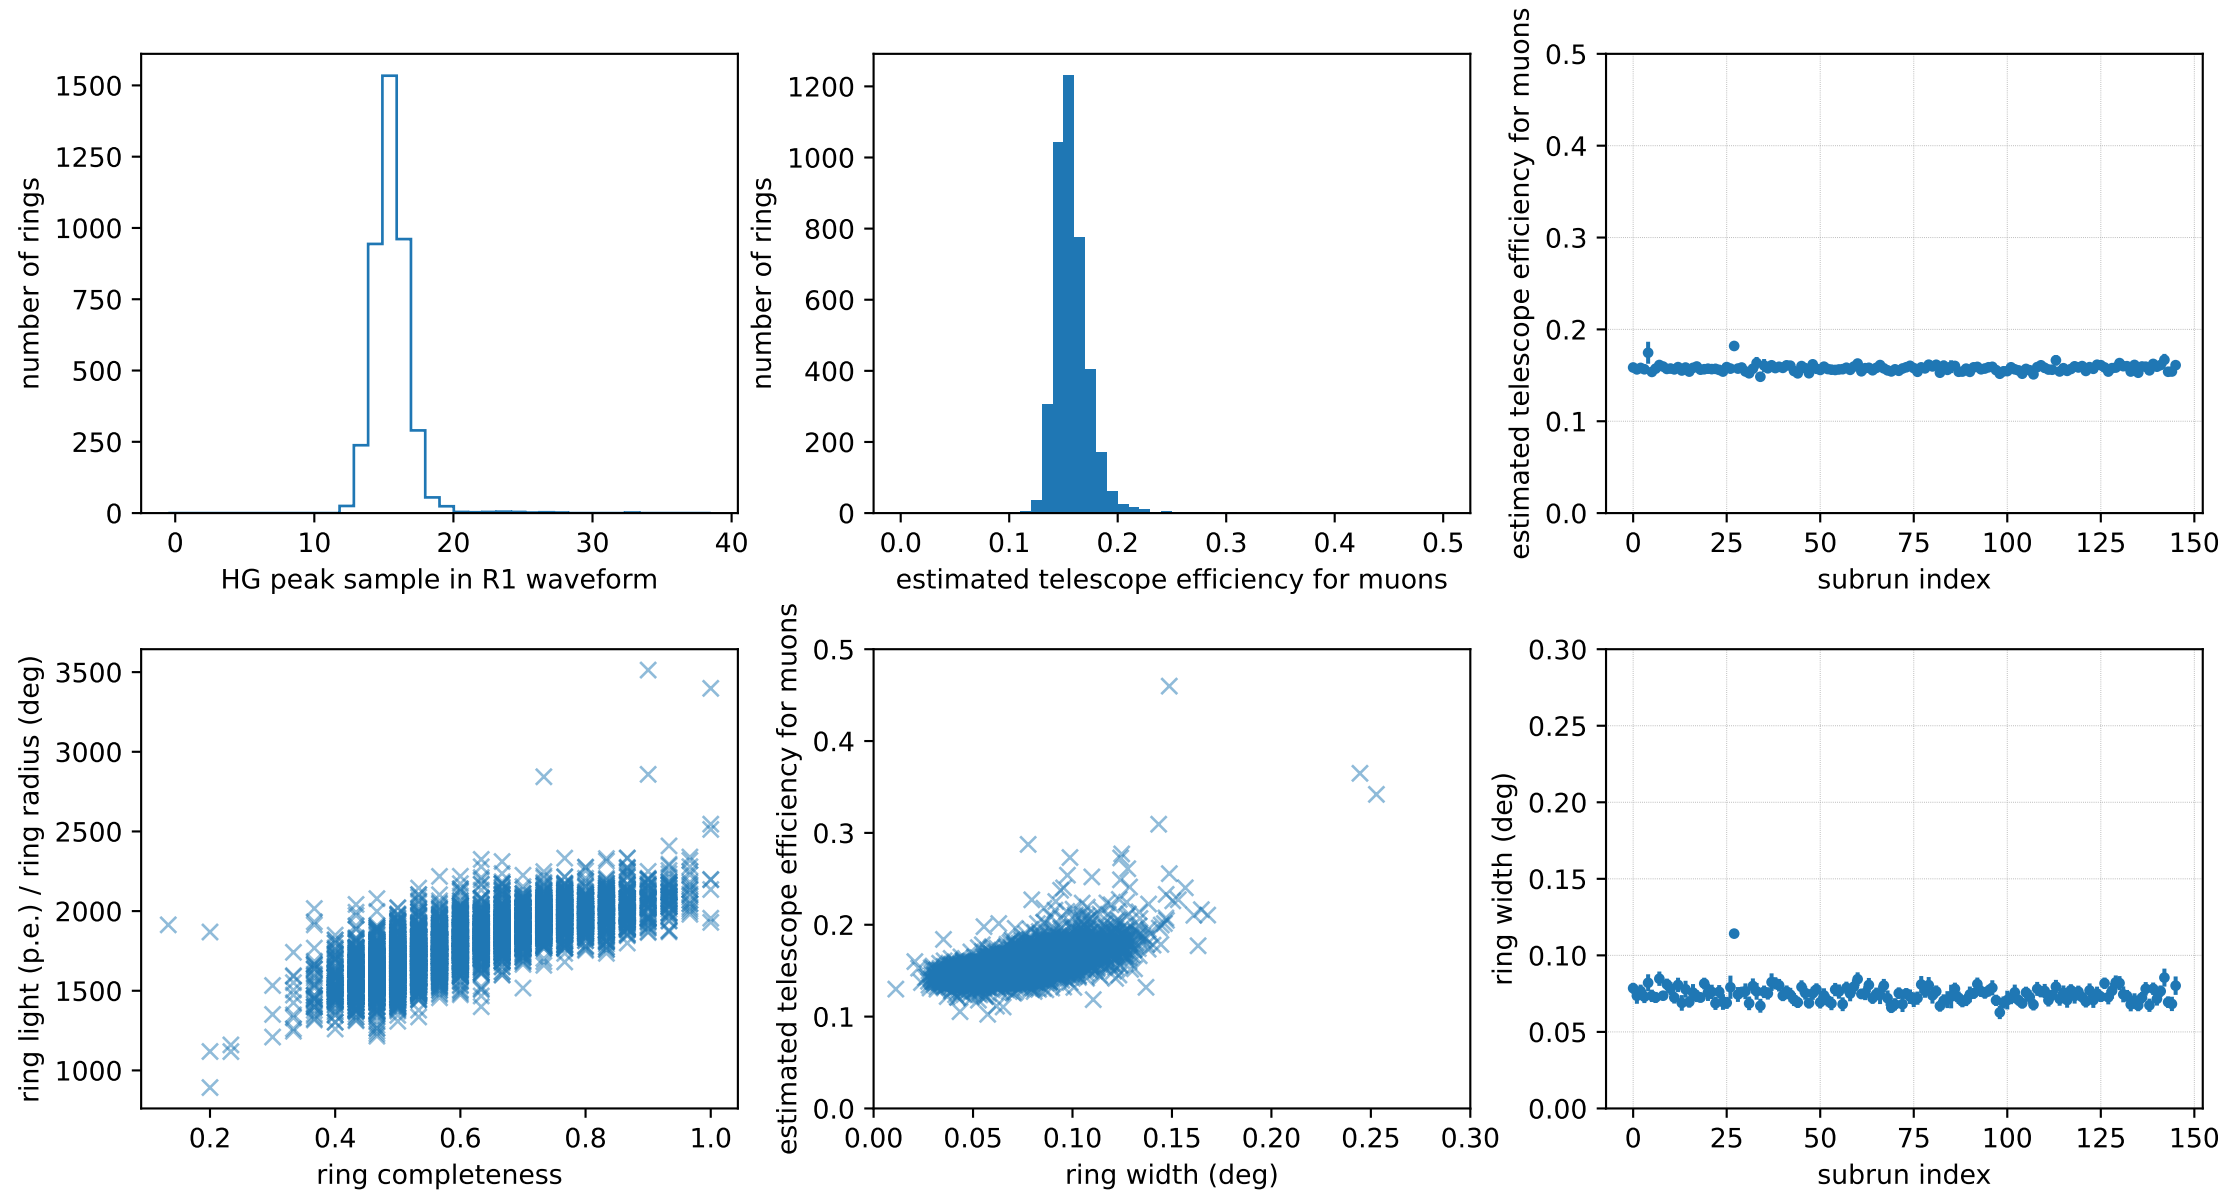 number of rings
1500
1250
1000
750
500
250
0
0 10 20 30 40
HG peak sample in R1 waveform
number of rings
1200
1000
800
600
400
200
0
0.0 0.1 0.2 0.3 0.4 0.5
estimated telescope efficiency for muons
estimated telescope efficiency for muons
0.5
0.4
0.3
0.2
0.1
0.0
0 25 50 75 100 125 150
subrun index
ring light (p.e.) / ring radius (deg)
3500
3000
2500
2000
1500
1000
0.2 0.4 0.6 0.8 1.0
ring completeness
estimated telescope efficiency for muons
0.5
0.4
0.3
0.2
0.1
0.0
0.00 0.05 0.10 0.15 0.20 0.25 0.30
ring width (deg)
ring width (deg)
0.30
0.25
0.20
0.15
0.10
0.05
0.00
0 25 50 75 100 125 150
subrun index